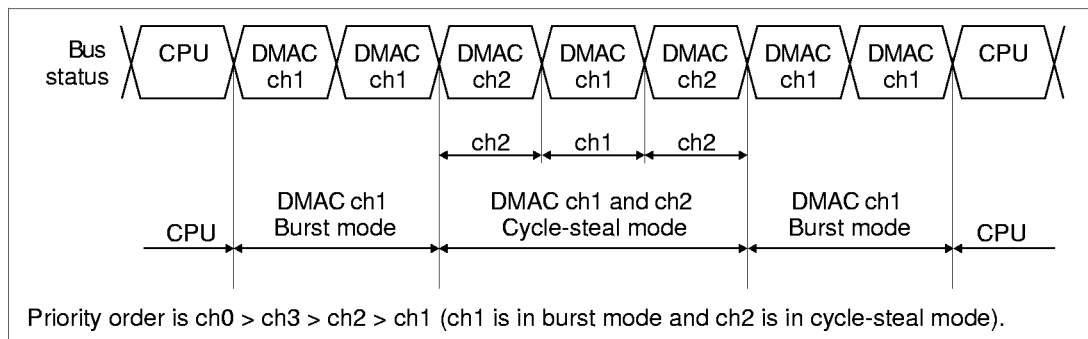 Bus
status
CPU
DMAC
ch1
DMAC
ch1
DMAC
ch2
DMAC
ch1
DMAC
ch2
DMAC
ch1
DMAC
ch1
CPU
ch2
ch1
ch2
CPU
DMAC ch1
Burst mode
DMAC ch1 and ch2
Cycle-steal mode
DMAC ch1
Burst mode
CPU
Priority order is ch0 > ch3 > ch2 > ch1 (ch1 is in burst mode and ch2 is in cycle-steal mode).